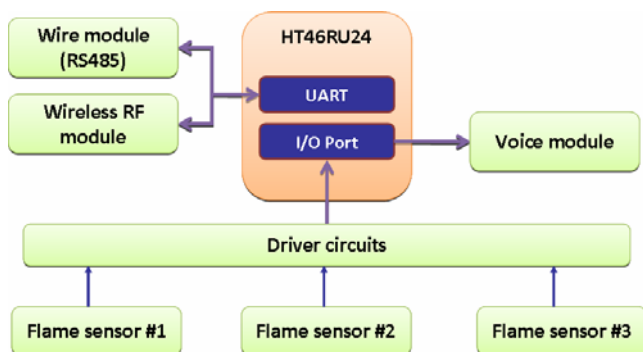 Wire module
(RS485)
HT46RU24
UART
Wireless RF
module
I/O Port
Voice module
Driver circuits
Flame sensor #1
Flame sensor #2
Flame sensor #3